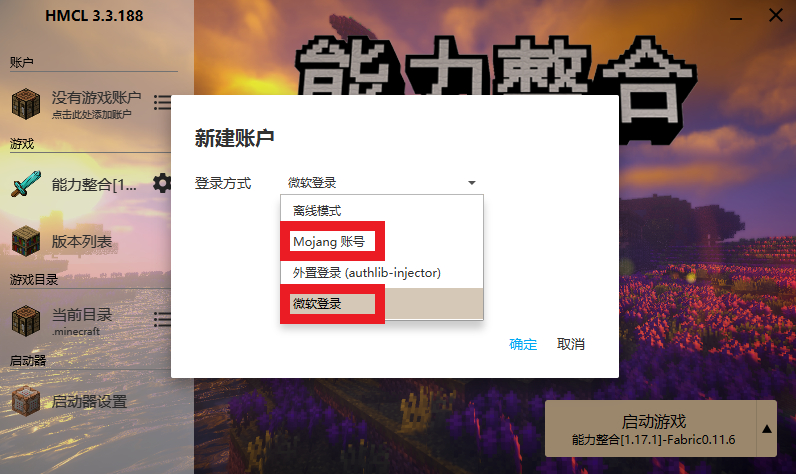 HMCL 3.3.188
能力整合
账户
没有游戏账户
点击此处添加账户
游戏
能力整合[1...
版本列表
游戏目录
当前目录
.minecraft
启动器
启动器设置
新建账户
登录方式
微软登录
离线模式
Mojang 账号
外置登录 (authlib-injector)
微软登录
确定
取消
启动游戏
能力整合[1.17.1]-Fabric0.11.6